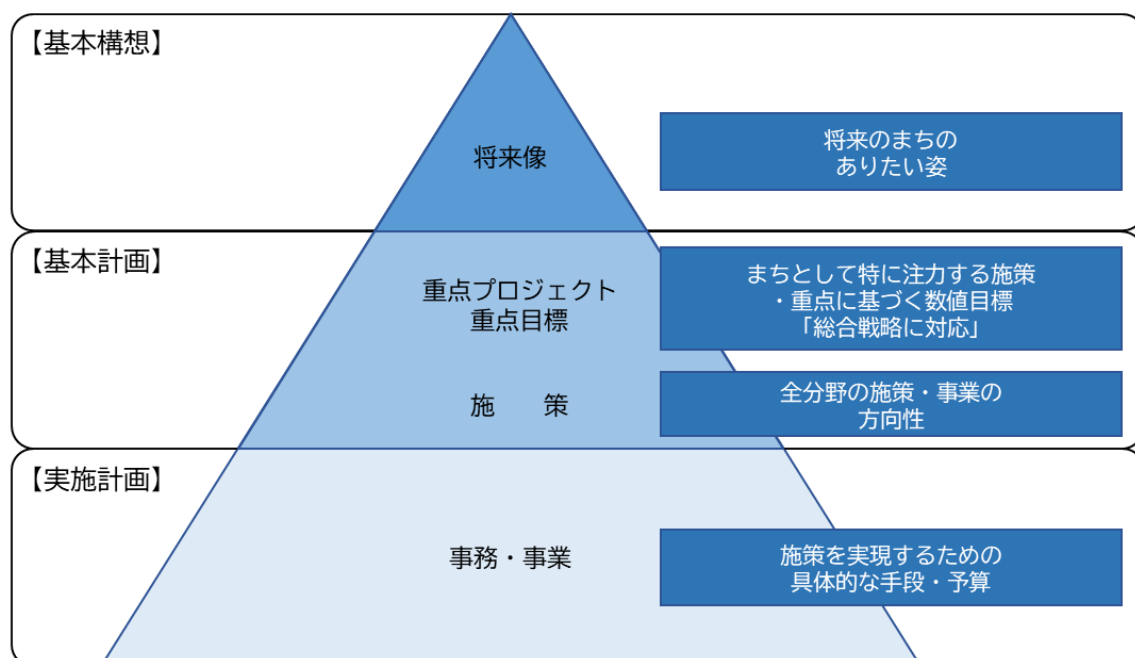 【基本構想】
将来像
将来のまちの
ありたい姿
【基本計画】
重点プロジェクト
重点目標
まちとして特に注力する施策
・重点に基づく数値目標
「総合戦略に対応」
施　　策
全分野の施策・事業の
方向性
【実施計画】
事務・事業
施策を実現するための
具体的な手段・予算